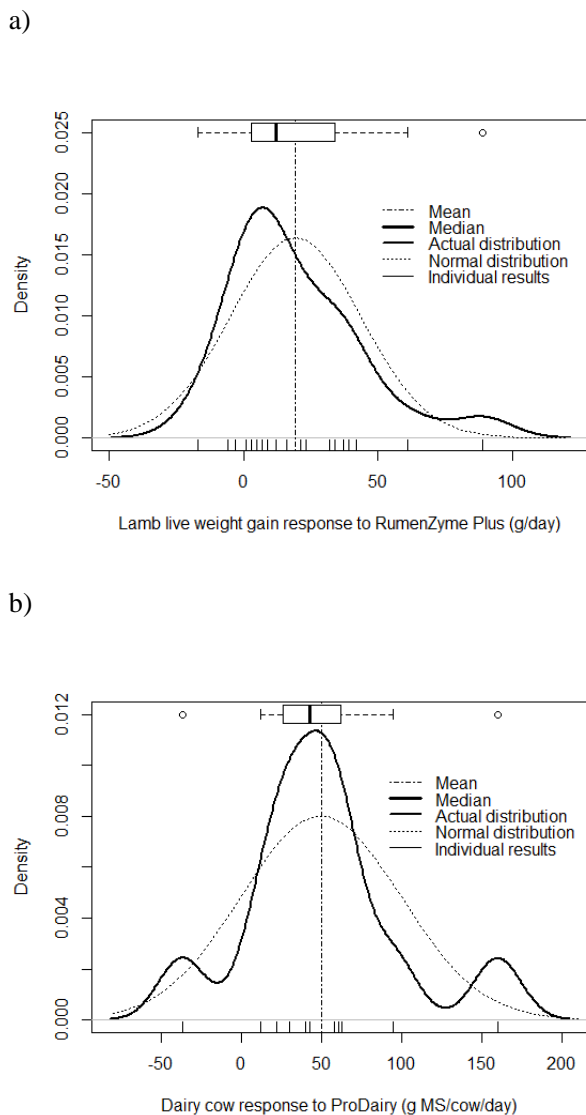 a)
0.025
0.020
0.015
0.010
0.005
0.000
Density
Mean
Median
Actual distribution
Normal distribution
Individual results
-50 0 50 100
Lamb live weight gain response to RumenZyme Plus (g/day)
b)
0.012
0.008
0.004
0.000
Density
Mean
Median
Actual distribution
Normal distribution
Individual results
-50 0 50 100 150 200
Dairy cow response to ProDairy (g MS/cow/day)